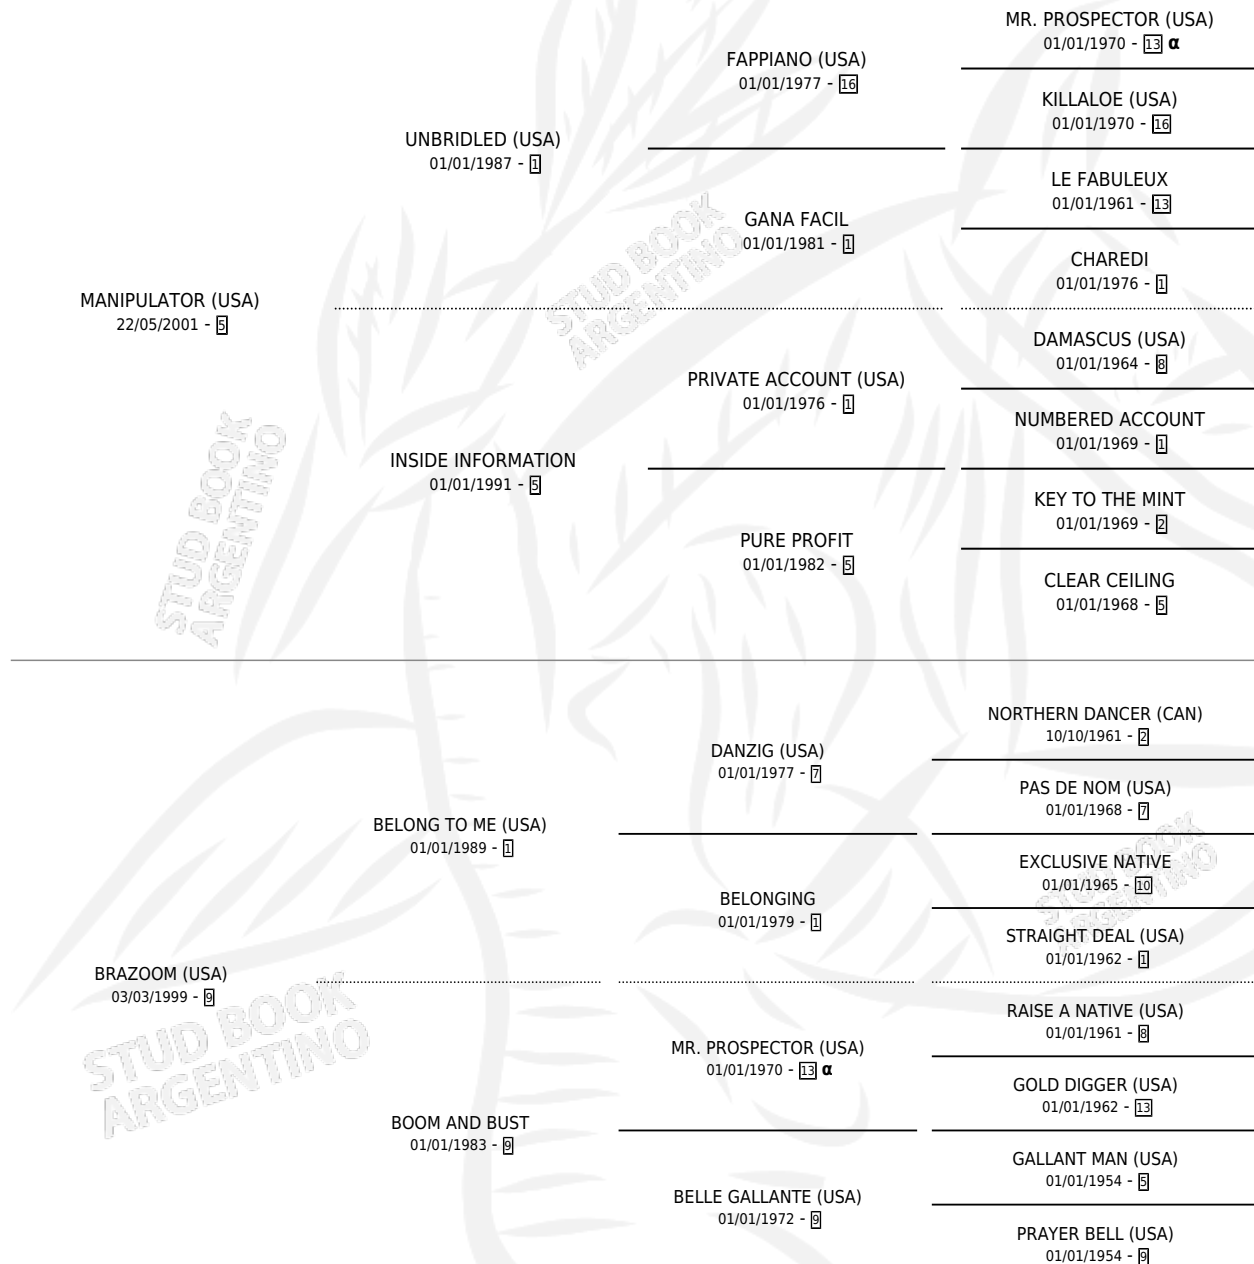 MR. PROSPECTOR (USA)
01/01/1970 - 13 α
FAPPIANO (USA)
01/01/1977 - 16
KILLALOE (USA)
01/01/1970 - 16
UNBRIDLED (USA)
01/01/1987 - 1
LE FABULEUX
01/01/1961 - 13
GANA FACIL
01/01/1981 - 1
CHAREDI
01/01/1976 - 1
MANIPULATOR (USA)
22/05/2001 - 5
DAMASCUS (USA)
01/01/1964 - 8
PRIVATE ACCOUNT (USA)
01/01/1976 - 1
NUMBERED ACCOUNT
01/01/1969 - 1
INSIDE INFORMATION
01/01/1991 - 5
KEY TO THE MINT
01/01/1969 - 2
PURE PROFIT
01/01/1982 - 5
CLEAR CEILING
01/01/1968 - 5
NORTHERN DANCER (CAN)
10/10/1961 - 2
DANZIG (USA)
01/01/1977 - 7
PAS DE NOM (USA)
01/01/1968 - 7
BELONG TO ME (USA)
01/01/1989 - 1
EXCLUSIVE NATIVE
01/01/1965 - 10
BELONGING
01/01/1979 - 1
STRAIGHT DEAL (USA)
01/01/1962 - 1
BRAZOOM (USA)
03/03/1999 - 9
RAISE A NATIVE (USA)
01/01/1961 - 8
MR. PROSPECTOR (USA)
01/01/1970 - 13 α
GOLD DIGGER (USA)
01/01/1962 - 13
BOOM AND BUST
01/01/1983 - 9
GALLANT MAN (USA)
01/01/1954 - 5
BELLE GALLANTE (USA)
01/01/1972 - 9
PRAYER BELL (USA)
01/01/1954 - 9
STUD BOOK
ARGENTINO
STUD BOOK
ARGENTINO
STUD BOOK
ARGENTINO
STUD BOOK
ARGENTINO